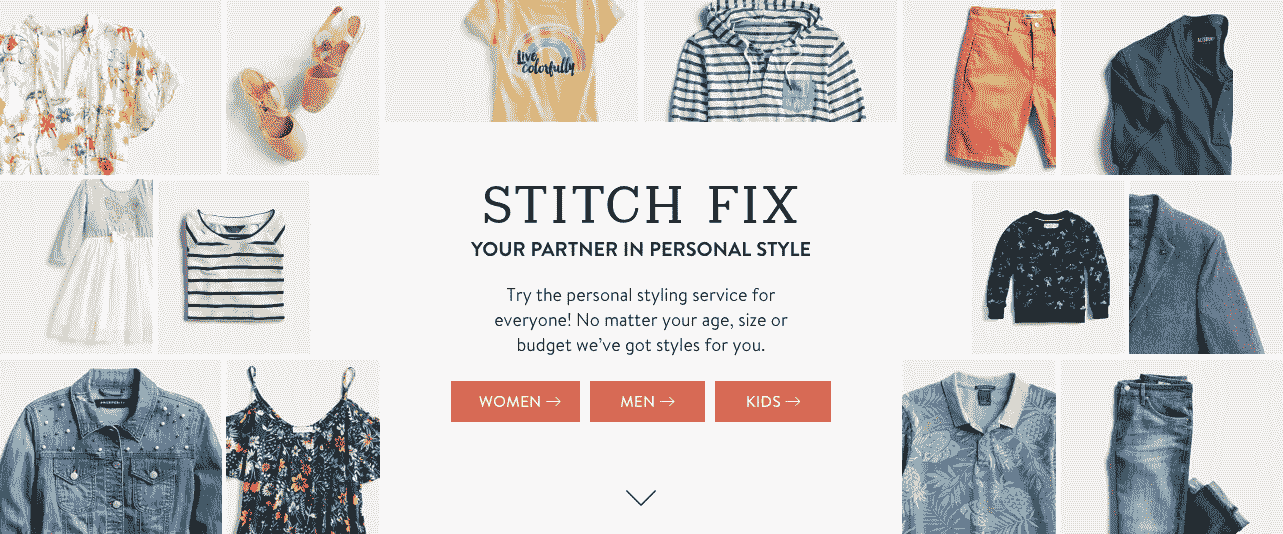 Live
colorfully
STITCH FIX
YOUR PARTNER IN PERSONAL STYLE
Try the personal styling service for
everyone! No matter your age, size or
budget we've got styles for you.
WOMEN →
MEN →
KIDS →